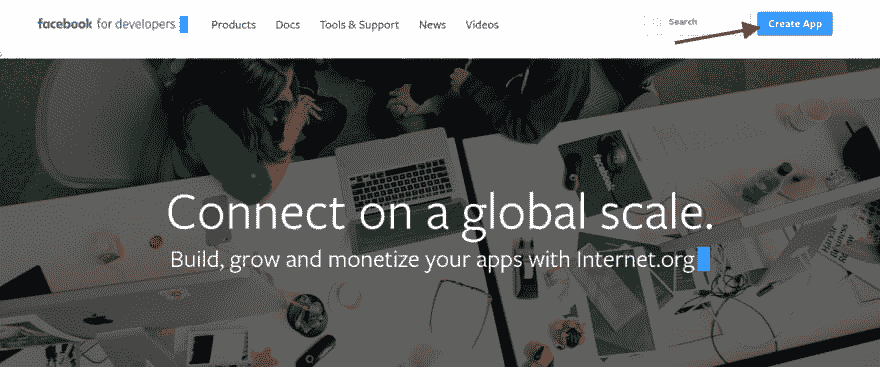 facebook for developers
Products Docs Tools & Support News Videos
Search
Create App
Connect on a global scale.
Build, grow and monetize your apps with Internet.org